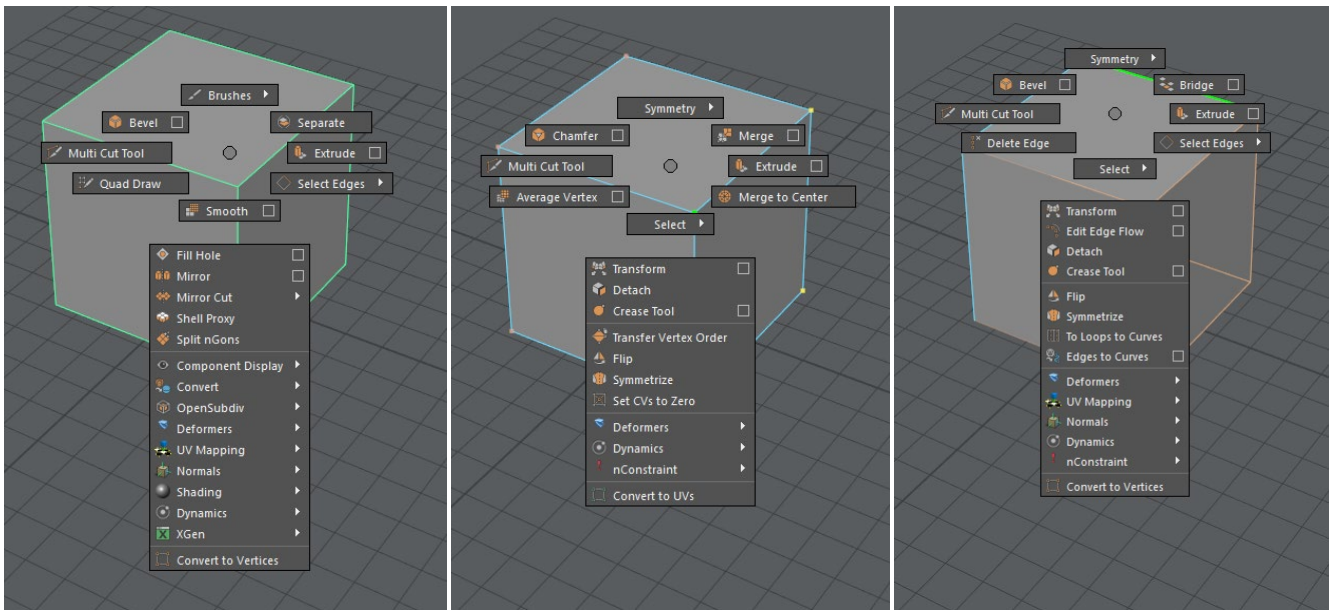 Brushes
Bevel
Separate
Multi Cut Tool
Extrude
Quad Draw
Select Edges
Smooth
Fill Hole
Mirror
Mirror Cut
Shell Proxy
Split nGons
Component Display
Convert
OpenSubdiv
Deformers
UV Mapping
Normals
Shading
Dynamics
XGen
Convert to Vertices
Symmetry
Chamfer
Merge
Multi Cut Tool
Extrude
Average Vertex
Merge to Center
Select
Transform
Detach
Crease Tool
Transfer Vertex Order
Flip
Symmetrize
Set CVs to Zero
Deformers
Dynamics
nConstraint
Convert to UVs
Symmetry
Bevel
Bridge
Multi Cut Tool
Extrude
Delete Edge
Select Edges
Select
Transform
Edit Edge Flow
Detach
Crease Tool
Flip
Symmetrize
To Loops to Curves
Edges to Curves
Deformers
UV Mapping
Normals
Dynamics
nConstraint
Convert to Vertices